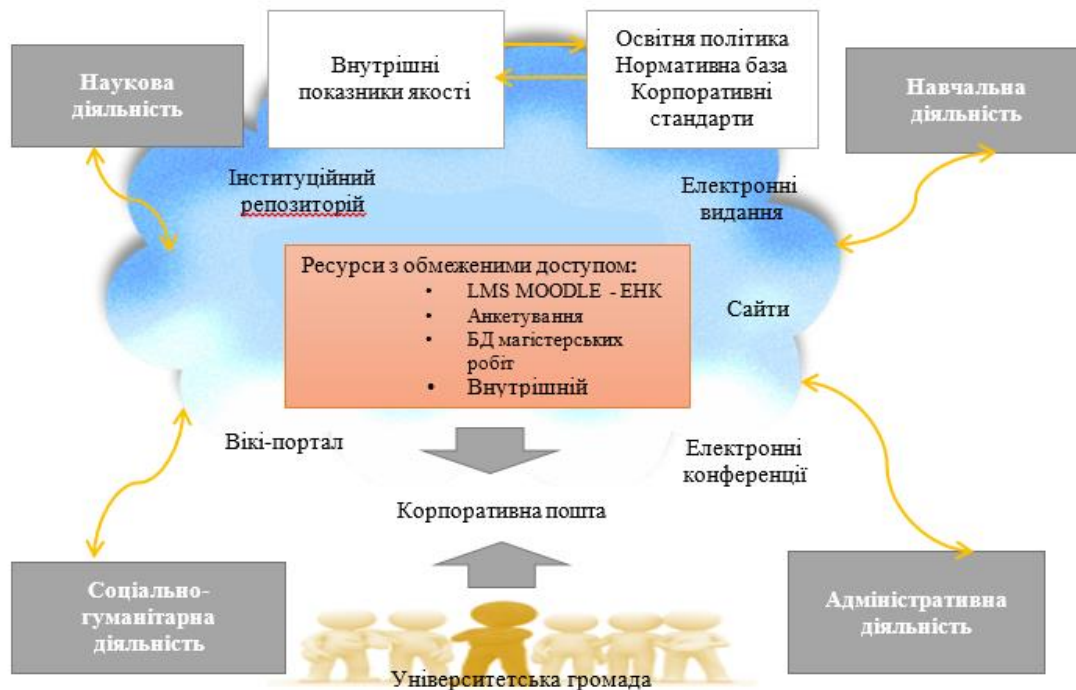 Наукова
діяльність
Внутрішні
показники якості
Освітня політика
Нормативна база
Корпоративні
стандарти
Навчальна
діяльність
Інституційний
репозиторій
Електронні
видання
Ресурси з обмеженими доступом:
• LMS MOODLE - ЕНК
• Анкетування
• БД магістерських
робіт
• Внутрішній
Сайти
Вікі-портал
Електронні
конференції
Корпоративна пошта
Соціально-
гуманітарна
діяльність
Адміністративна
діяльність
Університетська громада